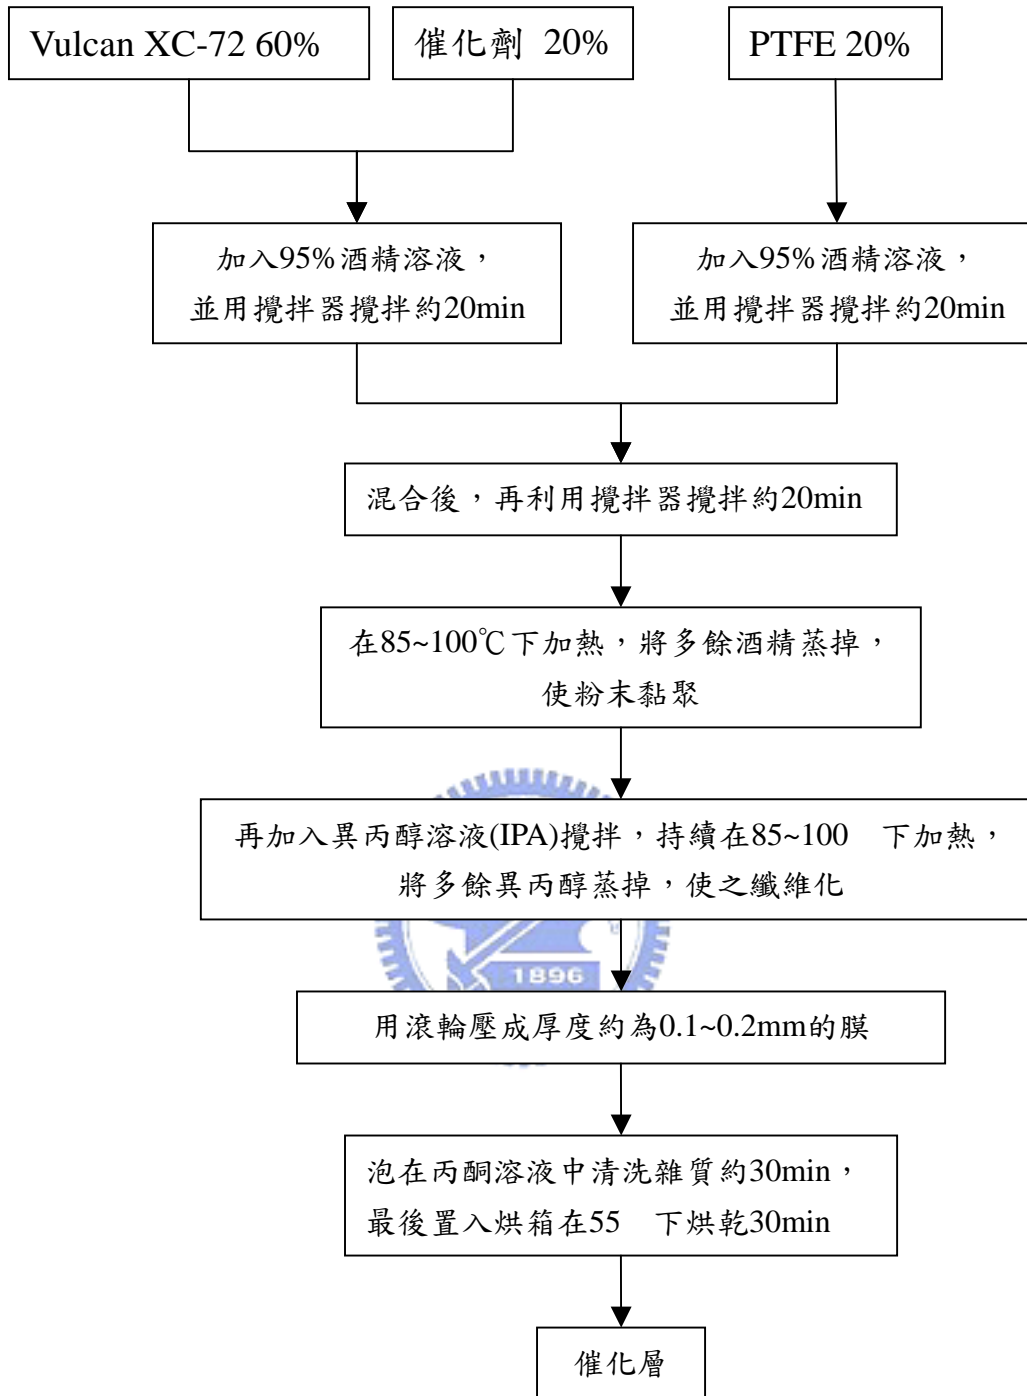 Vulcan XC-72 60%
催化劑 20%
PTFE 20%
加入95%酒精溶液，
並用攪拌器攪拌約20min
加入95%酒精溶液，
並用攪拌器攪拌約20min
混合後，再利用攪拌器攪拌約20min
在85~100℃下加熱，將多餘酒精蒸掉，
使粉末黏聚
再加入異丙醇溶液(IPA)攪拌，持續在85~100 下加熱，
將多餘異丙醇蒸掉，使之纖維化
1896
用滾輪壓成厚度約為0.1~0.2mm的膜
泡在丙酮溶液中清洗雜質約30min，
最後置入烘箱在55 下烘乾30min
催化層